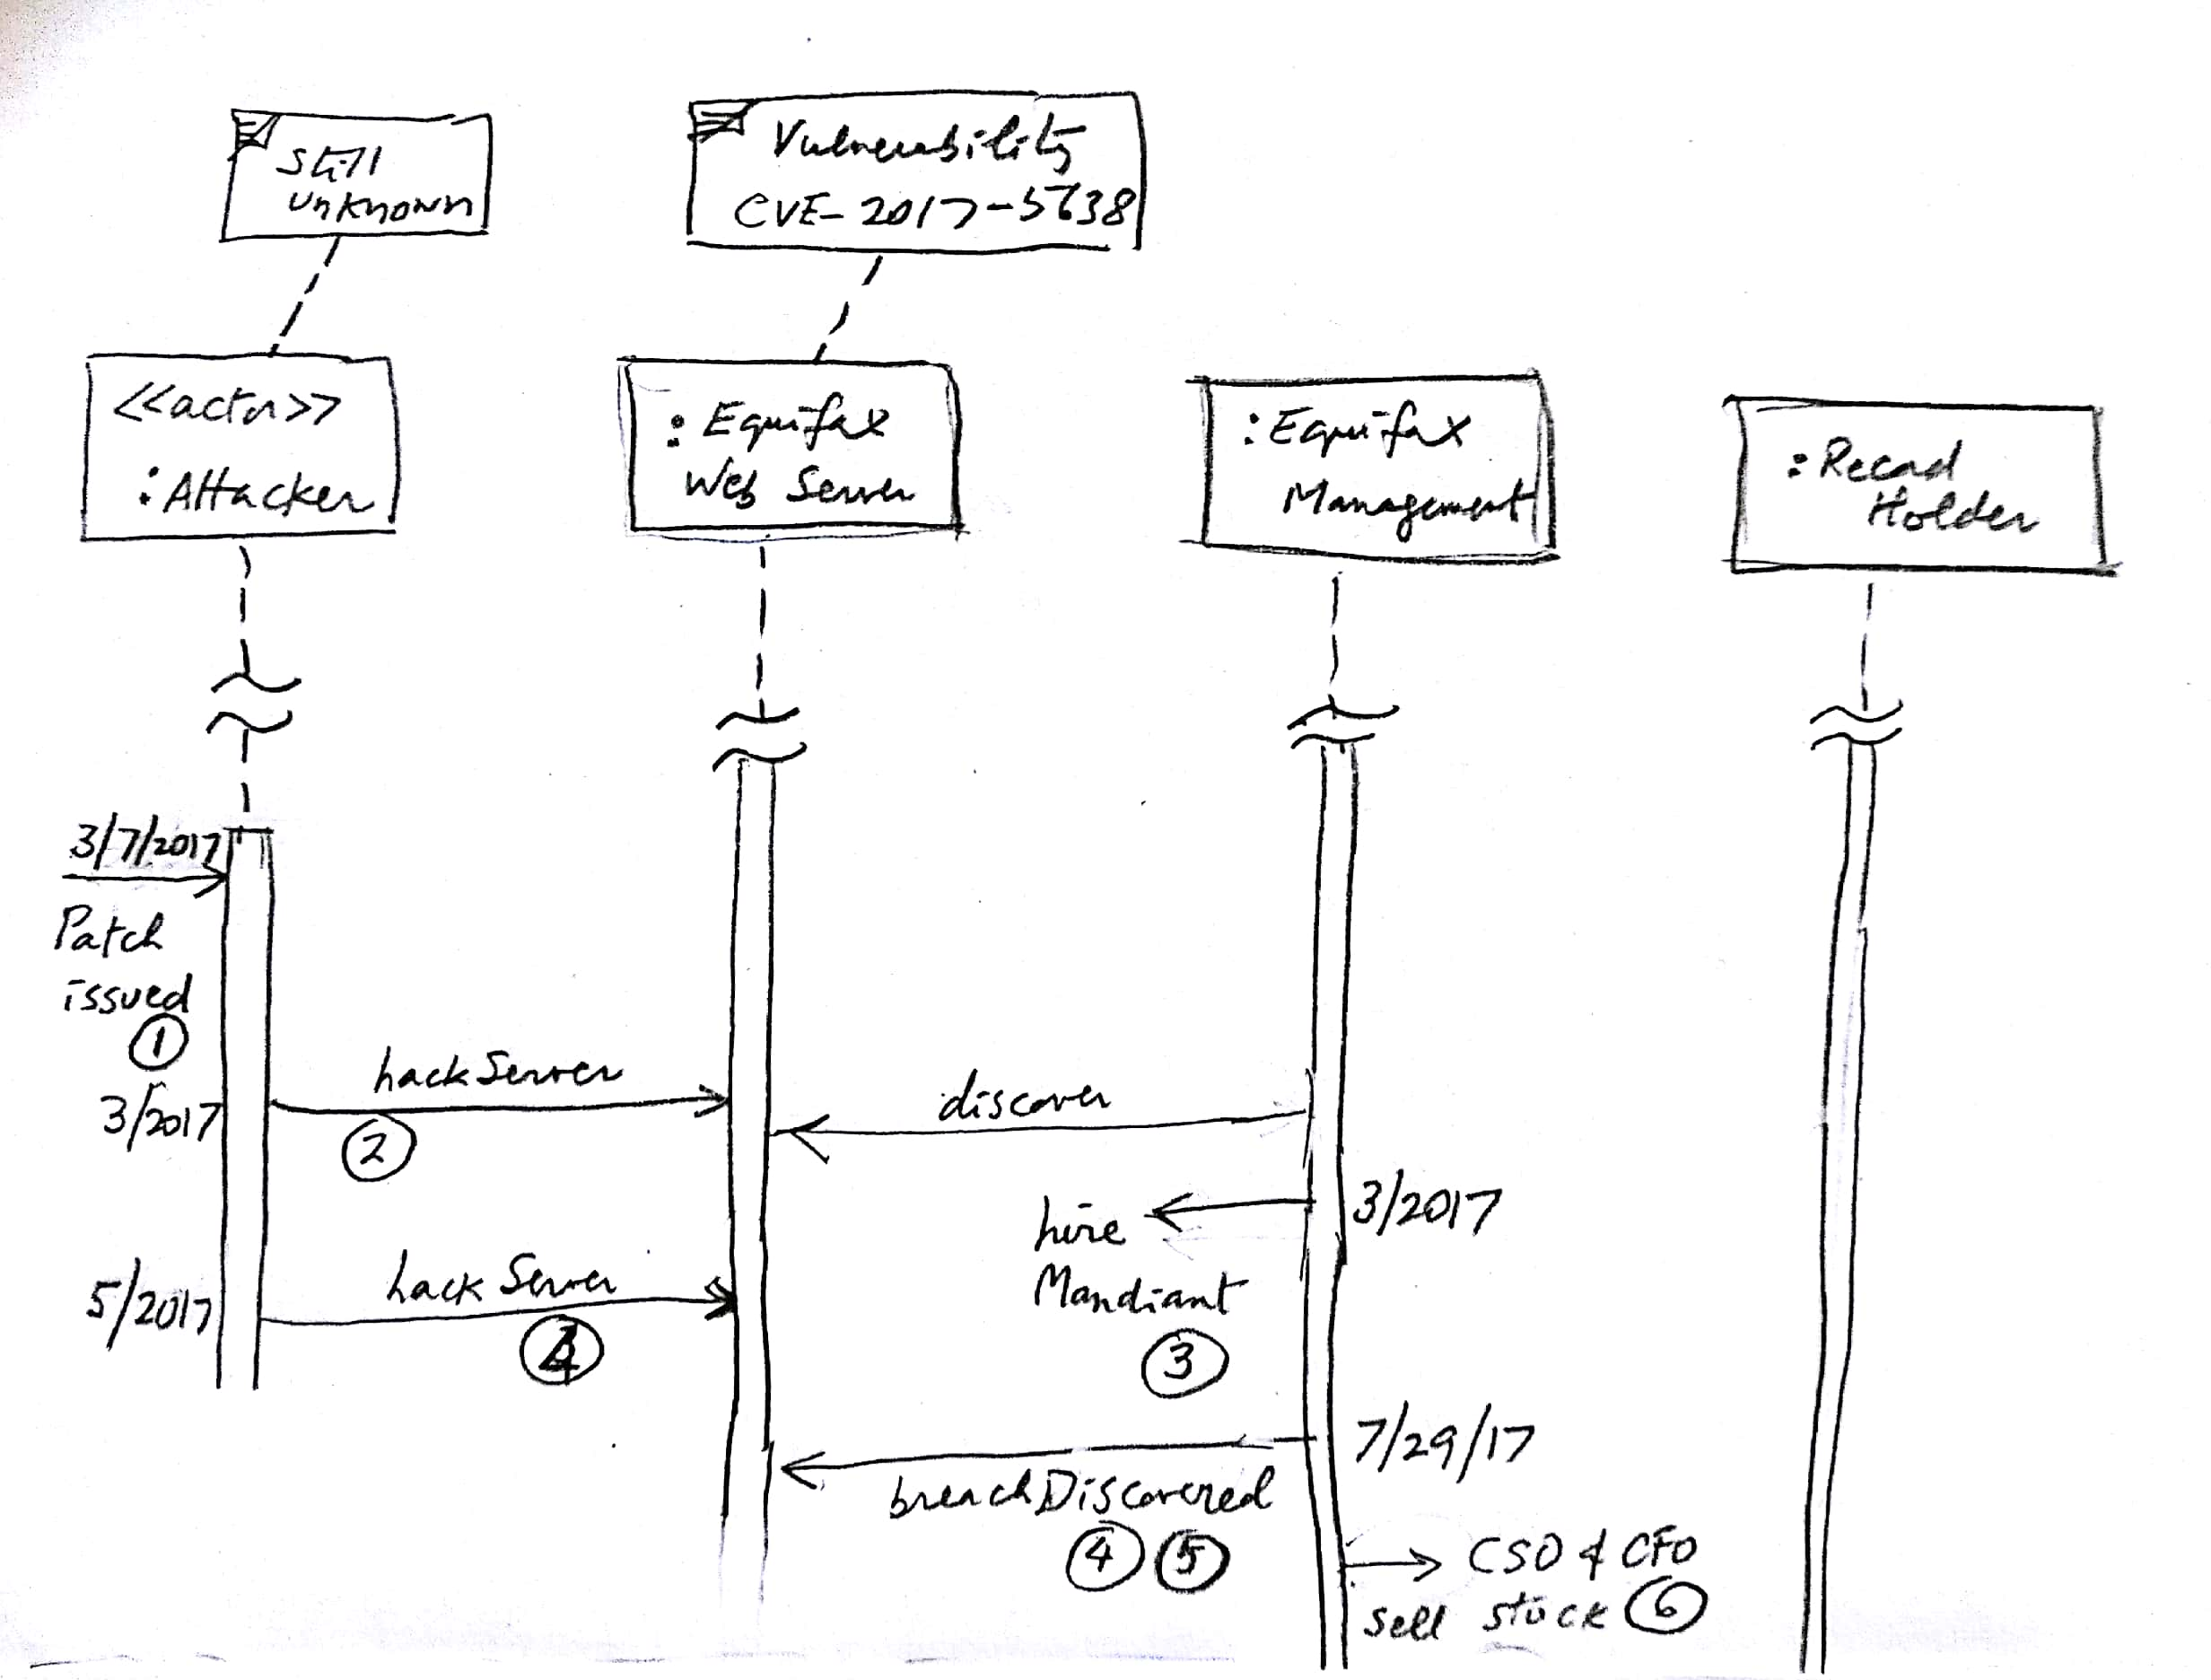 Still
unknown
Vulnerability
CVE-2017-5638
<<actor>>
:Attacker
:Equifax
Web Server
:Equifax
Management
:Record
Holder
3/7/2017
Patch
issued
1
3/2017
hackServer
2
discover
3/2017
hire
Mandiant
3
5/2017
hackServer
4
7/29/17
breachDiscovered
4 5
CSO & CFO
sell stock 6